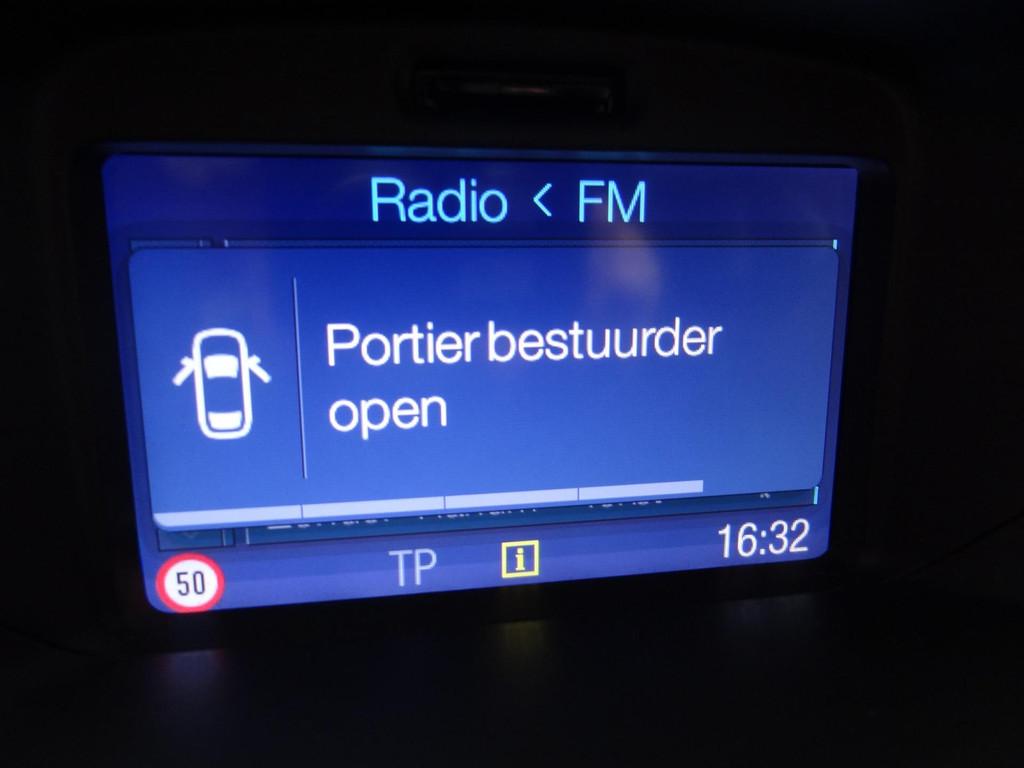 Radio < FM
Portier bestuurder
open
50 TP i 16:32